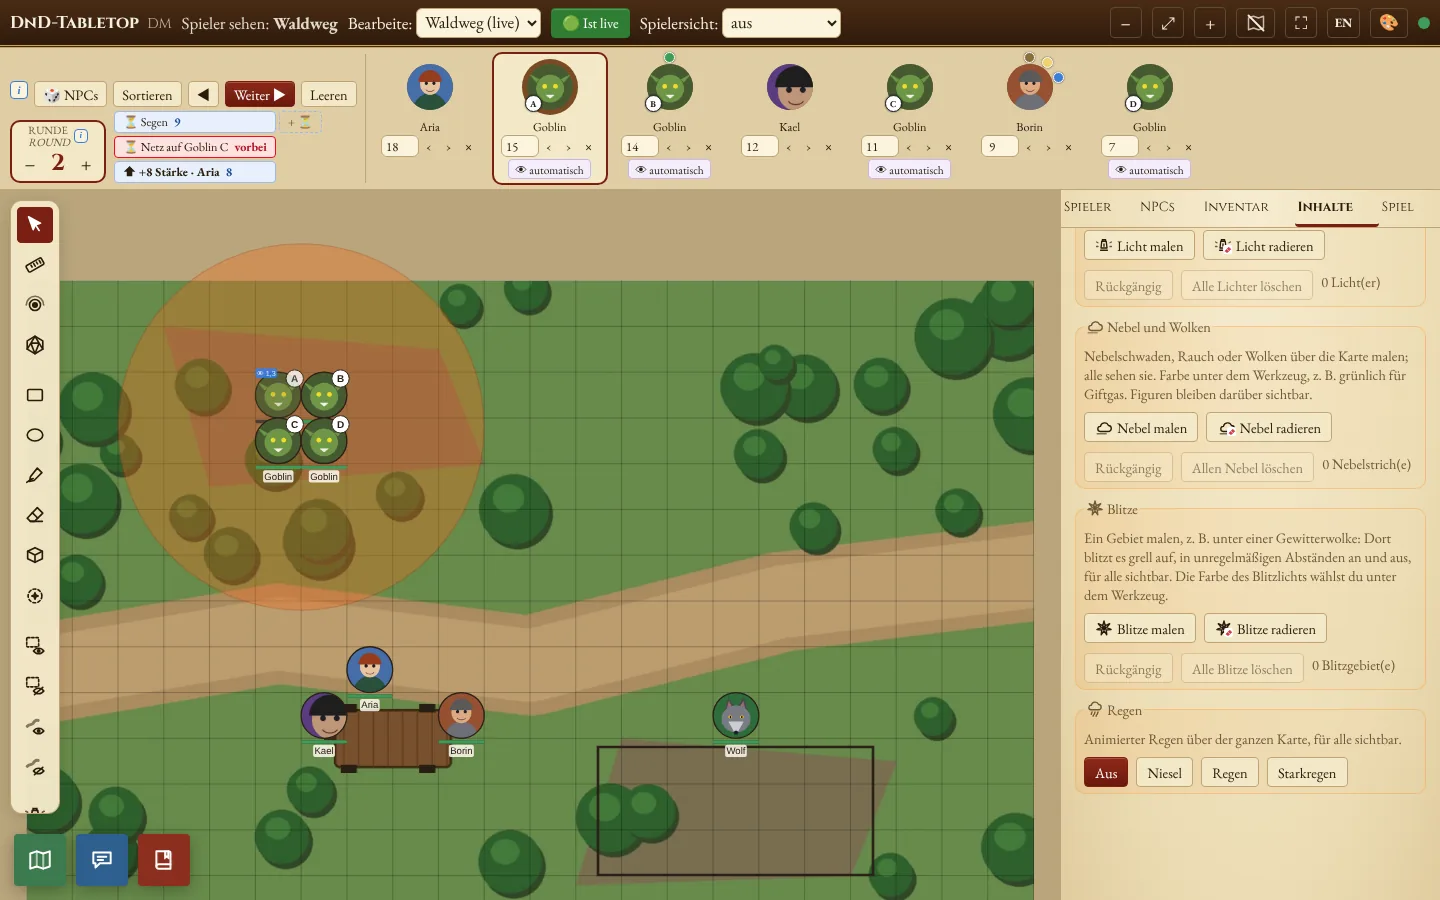 DnD-Tabletop DM Spieler sehen: Waldweg Bearbeite: Waldweg (live) Ist live Spielersicht: aus EN
i NPCs Sortieren Weiter Leeren
RUNDE
ROUND i
− 2 +
Segen 9 +
Netz auf Goblin C vorbei
+8 Stärke · Aria 8
Aria
18 ‹ › ×
A
Goblin
15 ‹ › ×
automatisch
B
Goblin
14 ‹ › ×
automatisch
Kael
12 ‹ › ×
C
Goblin
11 ‹ › ×
automatisch
Borin
9 ‹ › ×
D
Goblin
7 ‹ › ×
automatisch
1,3
A B
C D
Goblin Goblin
Aria
Kael Borin
Wolf
Spieler NPCs Inventar Inhalte Spiel
Licht malen Licht radieren
Rückgängig Alle Lichter löschen 0 Licht(er)
Nebel und Wolken
Nebelschwaden, Rauch oder Wolken über die Karte malen;
alle sehen sie. Farbe unter dem Werkzeug, z. B. grünlich für
Giftgas. Figuren bleiben darüber sichtbar.
Nebel malen Nebel radieren
Rückgängig Allen Nebel löschen 0 Nebelstrich(e)
Blitze
Ein Gebiet malen, z. B. unter einer Gewitterwolke: Dort
blitzt es grell auf, in unregelmäßigen Abständen an und aus,
für alle sichtbar. Die Farbe des Blitzlichts wählst du unter
dem Werkzeug.
Blitze malen Blitze radieren
Rückgängig Alle Blitze löschen 0 Blitzgebiet(e)
Regen
Animierter Regen über der ganzen Karte, für alle sichtbar.
Aus Niesel Regen Starkregen